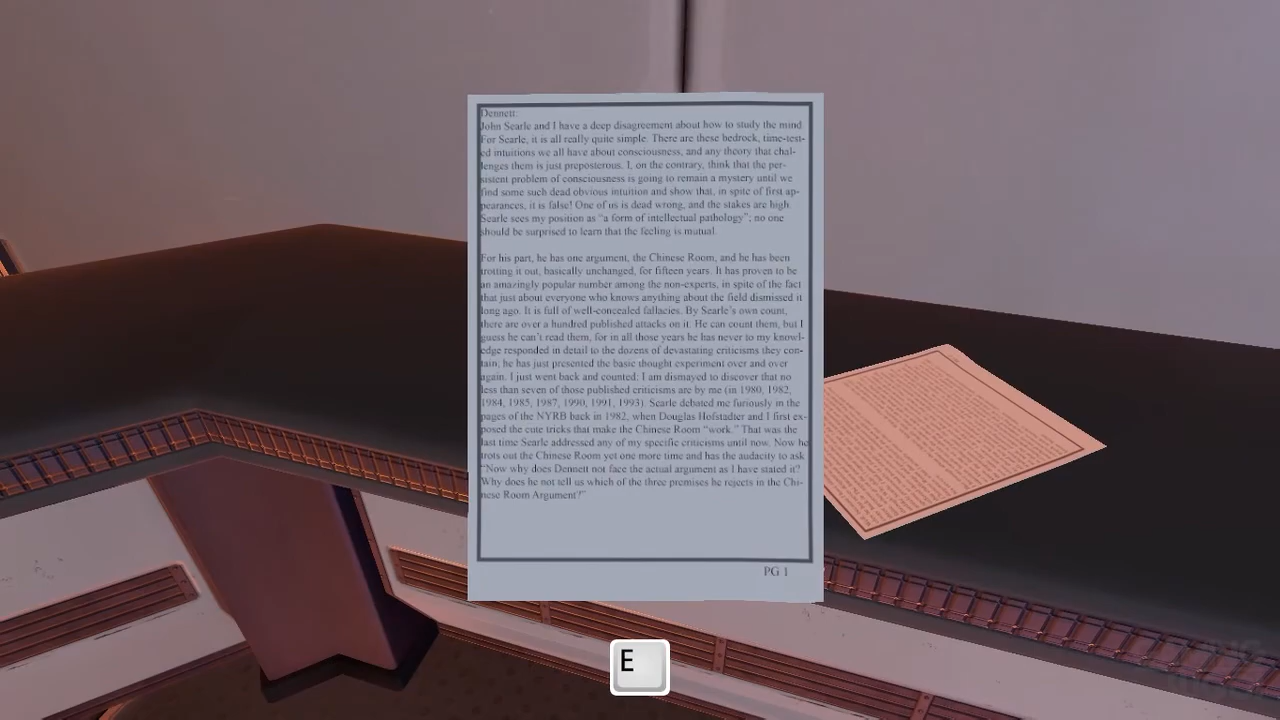 Dennett:
John Searle and I have a deep disagreement about how to study the mind.
For Searle, it is all really quite simple. There are these bedrock, time-test-
ed intuitions we all have about consciousness, and any theory that chal-
lenges them is just preposterous. I, on the contrary, think that the per-
sistent problem of consciousness is going to remain a mystery until we
find some such dead obvious intuition and show that, in spite of first ap-
pearances, it is false! One of us is dead wrong, and the stakes are high.
Searle sees my position as “a form of intellectual pathology”; no one
should be surprised to learn that the feeling is mutual.
For his part, he has one argument, the Chinese Room, and he has been
trotting it out, basically unchanged, for fifteen years. It has proven to be
an amazingly popular number among the non-experts, in spite of the fact
that just about everyone who knows anything about the field dismissed it
long ago. It is full of well-concealed fallacies. By Searle’s own count,
there are over a hundred published attacks on it. He can count them, but I
guess he can’t read them, for in all those years he has never to my knowl-
edge responded in detail to the dozens of devastating criticisms they con-
tain; he has just presented the basic thought experiment over and over
again. I just went back and counted: I am dismayed to discover that no
less than seven of those published criticisms are by me (in 1980, 1982,
1984, 1985, 1987, 1990, 1991, 1993). Searle debated me furiously in the
pages of the NYRB back in 1982, when Douglas Hofstadter and I first ex-
posed the cute tricks that make the Chinese Room “work.” That was the
last time Searle addressed any of my specific criticisms until now. Now he
trots out the Chinese Room yet one more time and has the audacity to ask
“Now why does Dennett not face the actual argument as I have stated it?
Why does he not tell us which of the three premises he rejects in the Chi-
nese Room Argument?”
PG 1
E